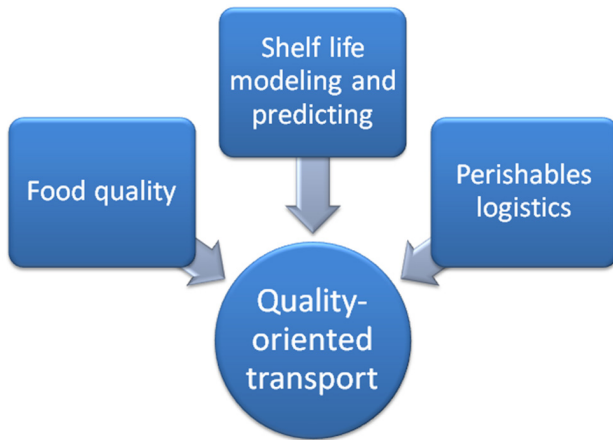 Shelf life
modeling and
predicting
Food quality
Perishables
logistics
Quality-
oriented
transport